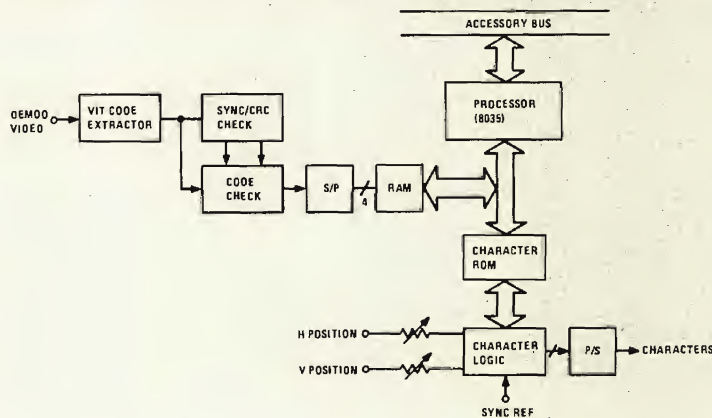 ACCESSORY BUS
PROCESSOR
(8035)
DEMOD
VIDEO
VIT CODE
EXTRACTOR
SYNC/CRC
CHECK
CODE
CHECK
S/P
4
RAM
CHARACTER
ROM
H POSITION
V POSITION
CHARACTER
LOGIC
P/S
CHARACTERS
SYNC REF